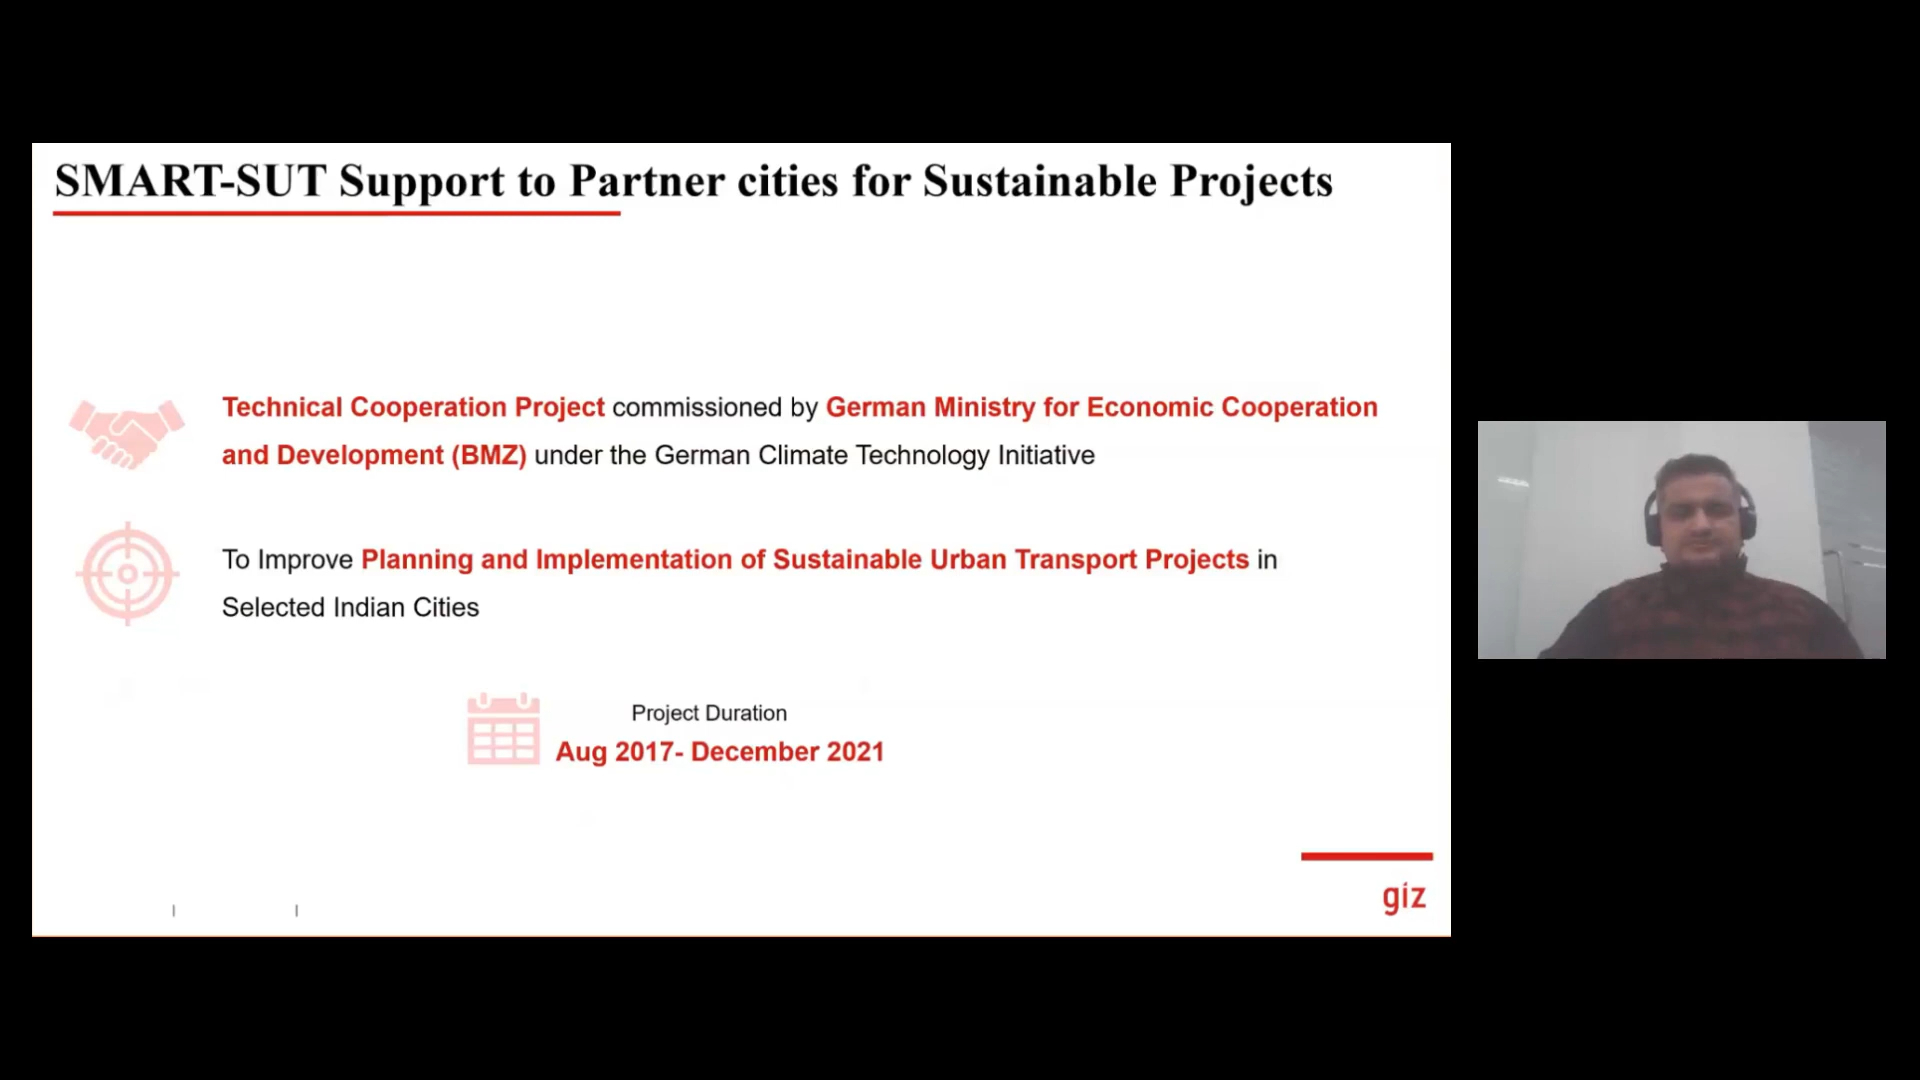 SMART-SUT Support to Partner cities for Sustainable Projects
Technical Cooperation Project commissioned by German Ministry for Economic Cooperation
and Development (BMZ) under the German Climate Technology Initiative
To Improve Planning and Implementation of Sustainable Urban Transport Projects in
Selected Indian Cities
Project Duration
Aug 2017- December 2021
giz